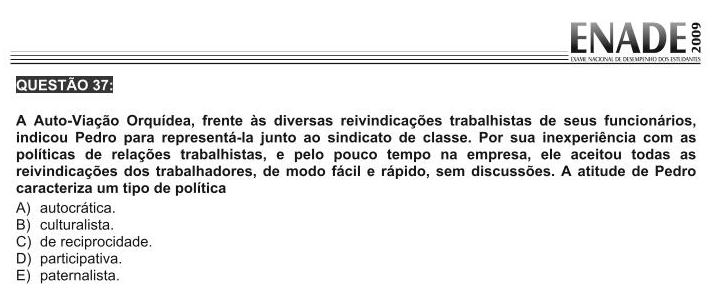 ENADE 2009
EXAME NACIONAL DE DESEMPENHO DOS ESTUDANTES
QUESTÃO 37:
A Auto-Viação Orquídea, frente às diversas reivindicações trabalhistas de seus funcionários,
indicou Pedro para representá-la junto ao sindicato de classe. Por sua inexperiência com as
políticas de relações trabalhistas, e pelo pouco tempo na empresa, ele aceitou todas as
reivindicações dos trabalhadores, de modo fácil e rápido, sem discussões. A atitude de Pedro
caracteriza um tipo de política
A) autocrática.
B) culturalista.
C) de reciprocidade.
D) participativa.
E) paternalista.